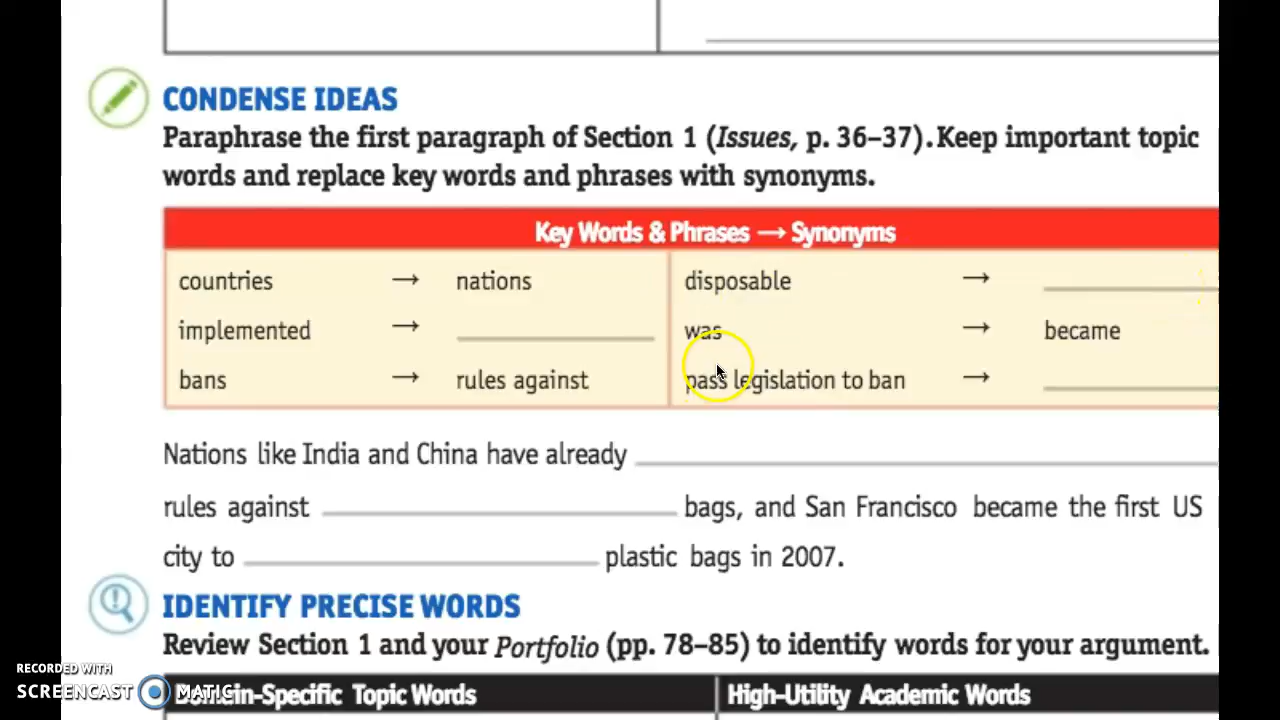 CONDENSE IDEAS
Paraphrase the first paragraph of Section 1 (Issues, p. 36–37). Keep important topic
words and replace key words and phrases with synonyms.
Key Words & Phrases → Synonyms
countries → nations disposable →
implemented → was → became
bans → rules against pass legislation to ban →
Nations like India and China have already
rules against bags, and San Francisco became the first US
city to plastic bags in 2007.
IDENTIFY PRECISE WORDS
Review Section 1 and your Portfolio (pp. 78–85) to identify words for your argument.
RECORDED WITH
SCREENCAST MATIC
Domain-Specific Topic Words High-Utility Academic Words